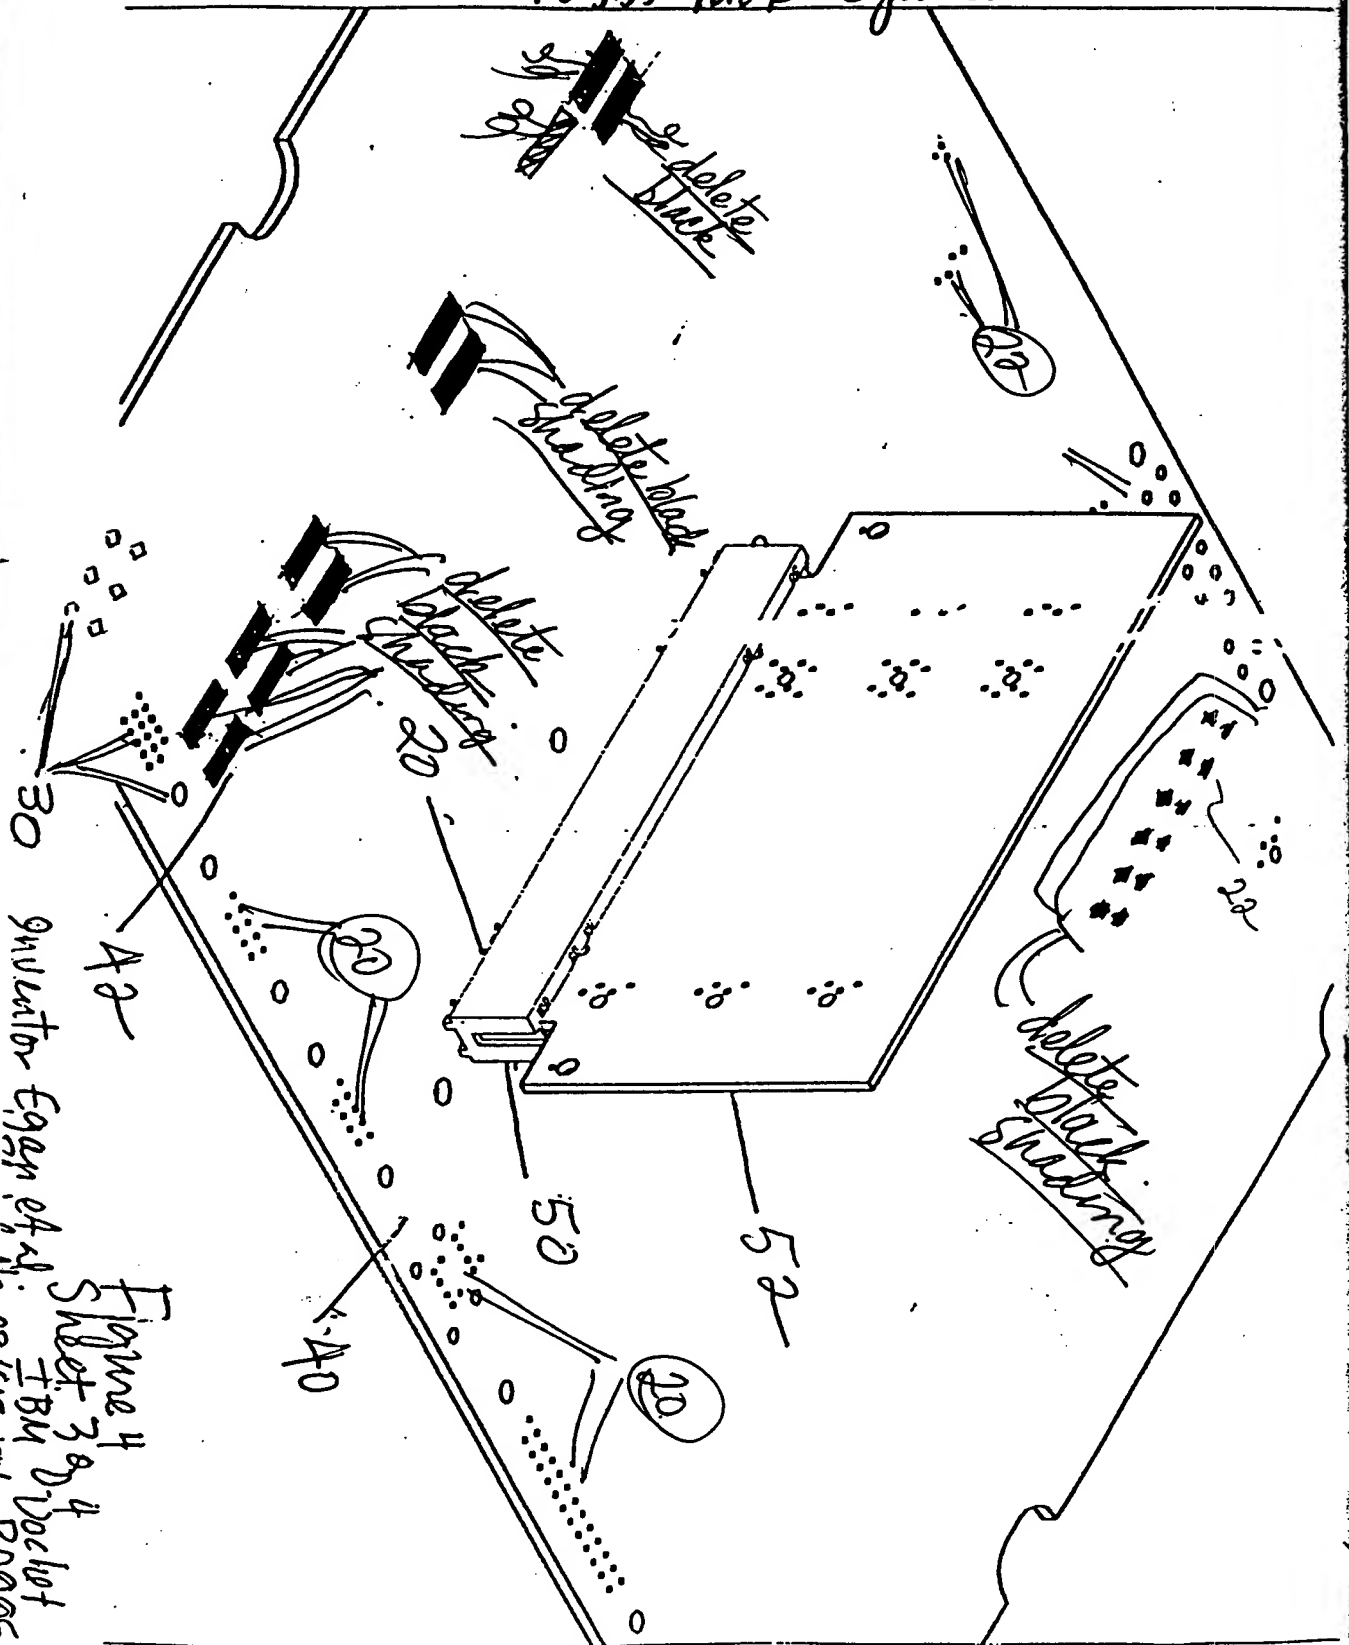 delete
black
22
delete black
shading
delete
black
shading
22
20
30
42
20
delete
black
shading
50
52
40
20
Figure 4
Sheet 3 of 4
Inventor Egan et al; IBM Docket